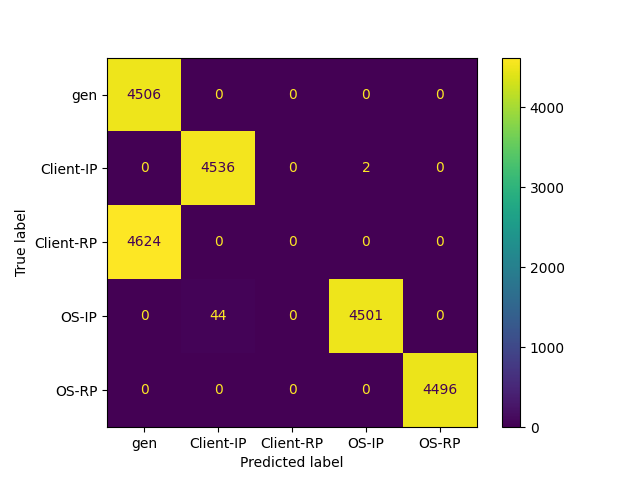 gen 4506 0 0 0 0
Client-IP 0 4536 0 2 0
Client-RP 4624 0 0 0 0
OS-IP 0 44 0 4501 0
OS-RP 0 0 0 0 4496
gen Client-IP Client-RP OS-IP OS-RP
Predicted label
True label
4000
3000
2000
1000
0